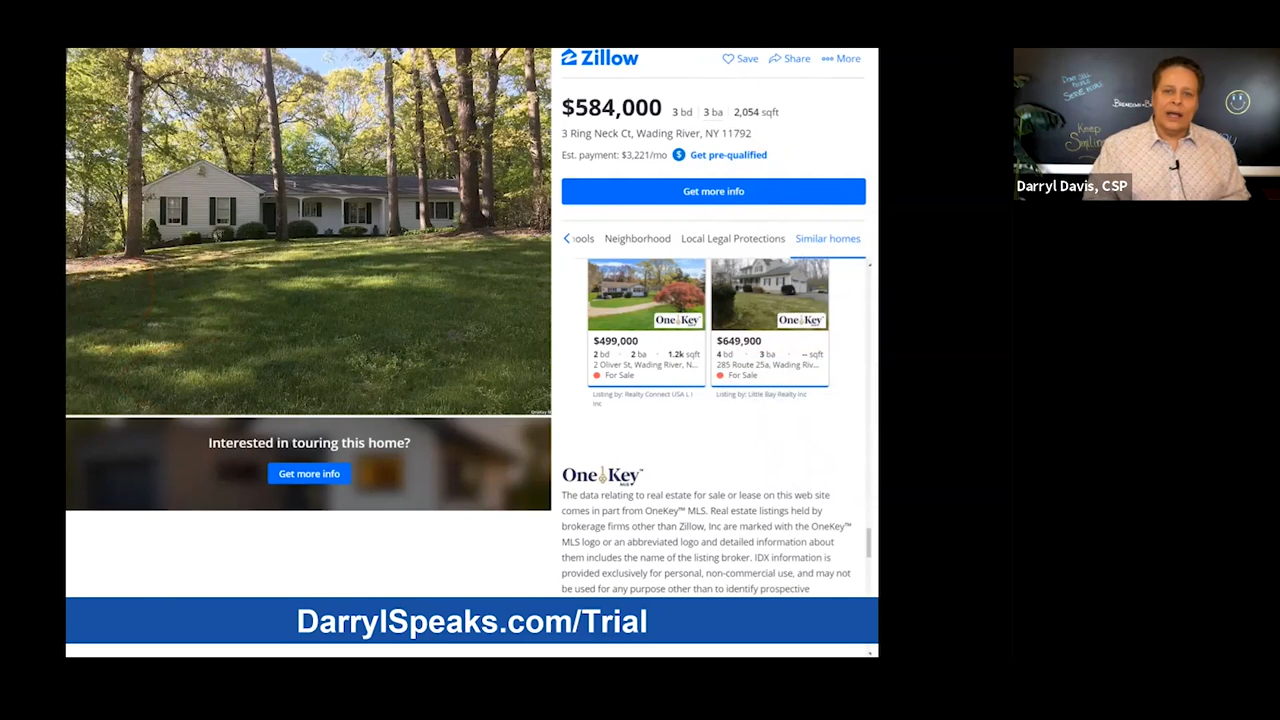 Zillow
Save
Share
More
$584,000 3 bd 3 ba 2,054 sqft
3 Ring Neck Ct, Wading River, NY 11792
Est. payment: $3,221/mo $ Get pre-qualified
Get more info
ools Neighborhood Local Legal Protections Similar homes
OneKey
$499,000
2 bd · 2 ba · 1.2k sqft
2 Oliver St, Wading River, N...
For Sale
Listing by: Realty Connect USA L I
Inc
OneKey
$649,900
4 bd · 3 ba · -- sqft
285 Route 25a, Wading Riv...
For Sale
Listing by: Little Bay Realty Inc
Interested in touring this home?
Get more info
OneKey™
MLS
The data relating to real estate for sale or lease on this web site
comes in part from OneKey™ MLS. Real estate listings held by
brokerage firms other than Zillow, Inc are marked with the OneKey™
MLS logo or an abbreviated logo and detailed information about
them includes the name of the listing broker. IDX information is
provided exclusively for personal, non-commercial use, and may not
be used for any purpose other than to identify prospective
DarrylSpeaks.com/Trial
Keep
Smilin
Darryl Davis, CSP